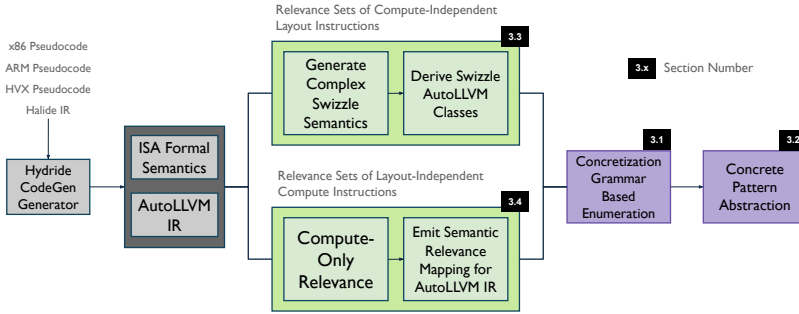 x86 Pseudocode
ARM Pseudocode
HVX Pseudocode
Halide IR
Hydride
CodeGen
Generator
ISA Formal
Semantics
AutoLLVM
IR
Relevance Sets of Compute-Independent
Layout Instructions
3.3
Generate
Complex
Swizzle
Semantics
Derive Swizzle
AutoLLVM
Classes
Relevance Sets of Layout-Independent
Compute Instructions
3.4
Compute-
Only
Relevance
Emit Semantic
Relevance
Mapping for
AutoLLVM IR
3.x Section Number
3.1
Concretization
Grammar
Based
Enumeration
3.2
Concrete
Pattern
Abstraction